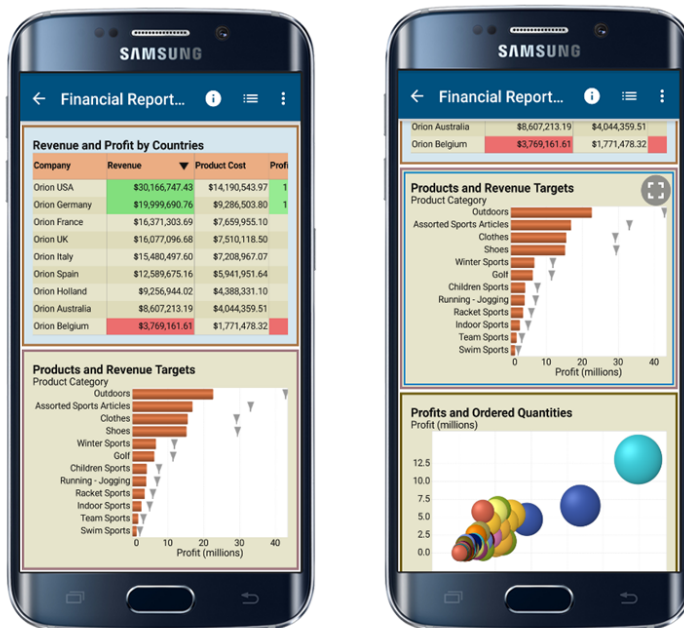 SAMSUNG
Financial Report...
Revenue and Profit by Countries
Company Revenue Product Cost Profi
Orion USA $30,166,747.43 $14,190,543.97 1
Orion Germany $19,999,690.76 $9,286,503.80 1
Orion France $16,371,303.69 $7,659,955.10
Orion UK $16,077,096.68 $7,510,118.50
Orion Italy $15,480,497.60 $7,208,967.07
Orion Spain $12,589,675.16 $5,941,951.64
Orion Holland $9,256,944.02 $4,388,331.10
Orion Australia $8,607,213.19 $4,044,359.51
Orion Belgium $3,769,161.61 $1,771,478.32
Products and Revenue Targets
Product Category
Outdoors
Assorted Sports Articles
Clothes
Shoes
Winter Sports
Golf
Children Sports
Running - Jogging
Racket Sports
Indoor Sports
Team Sports
Swim Sports
0 10 20 30 40
Profit (millions)
SAMSUNG
Financial Report...
Orion Australia $8,607,213.19 $4,044,359.51
Orion Belgium $3,769,161.61 $1,771,478.32
Products and Revenue Targets
Product Category
Outdoors
Assorted Sports Articles
Clothes
Shoes
Winter Sports
Golf
Children Sports
Running - Jogging
Racket Sports
Indoor Sports
Team Sports
Swim Sports
0 10 20 30 40
Profit (millions)
Profits and Ordered Quantities
Profit (millions)
12.5
10.0
7.5
5.0
2.5
0.0